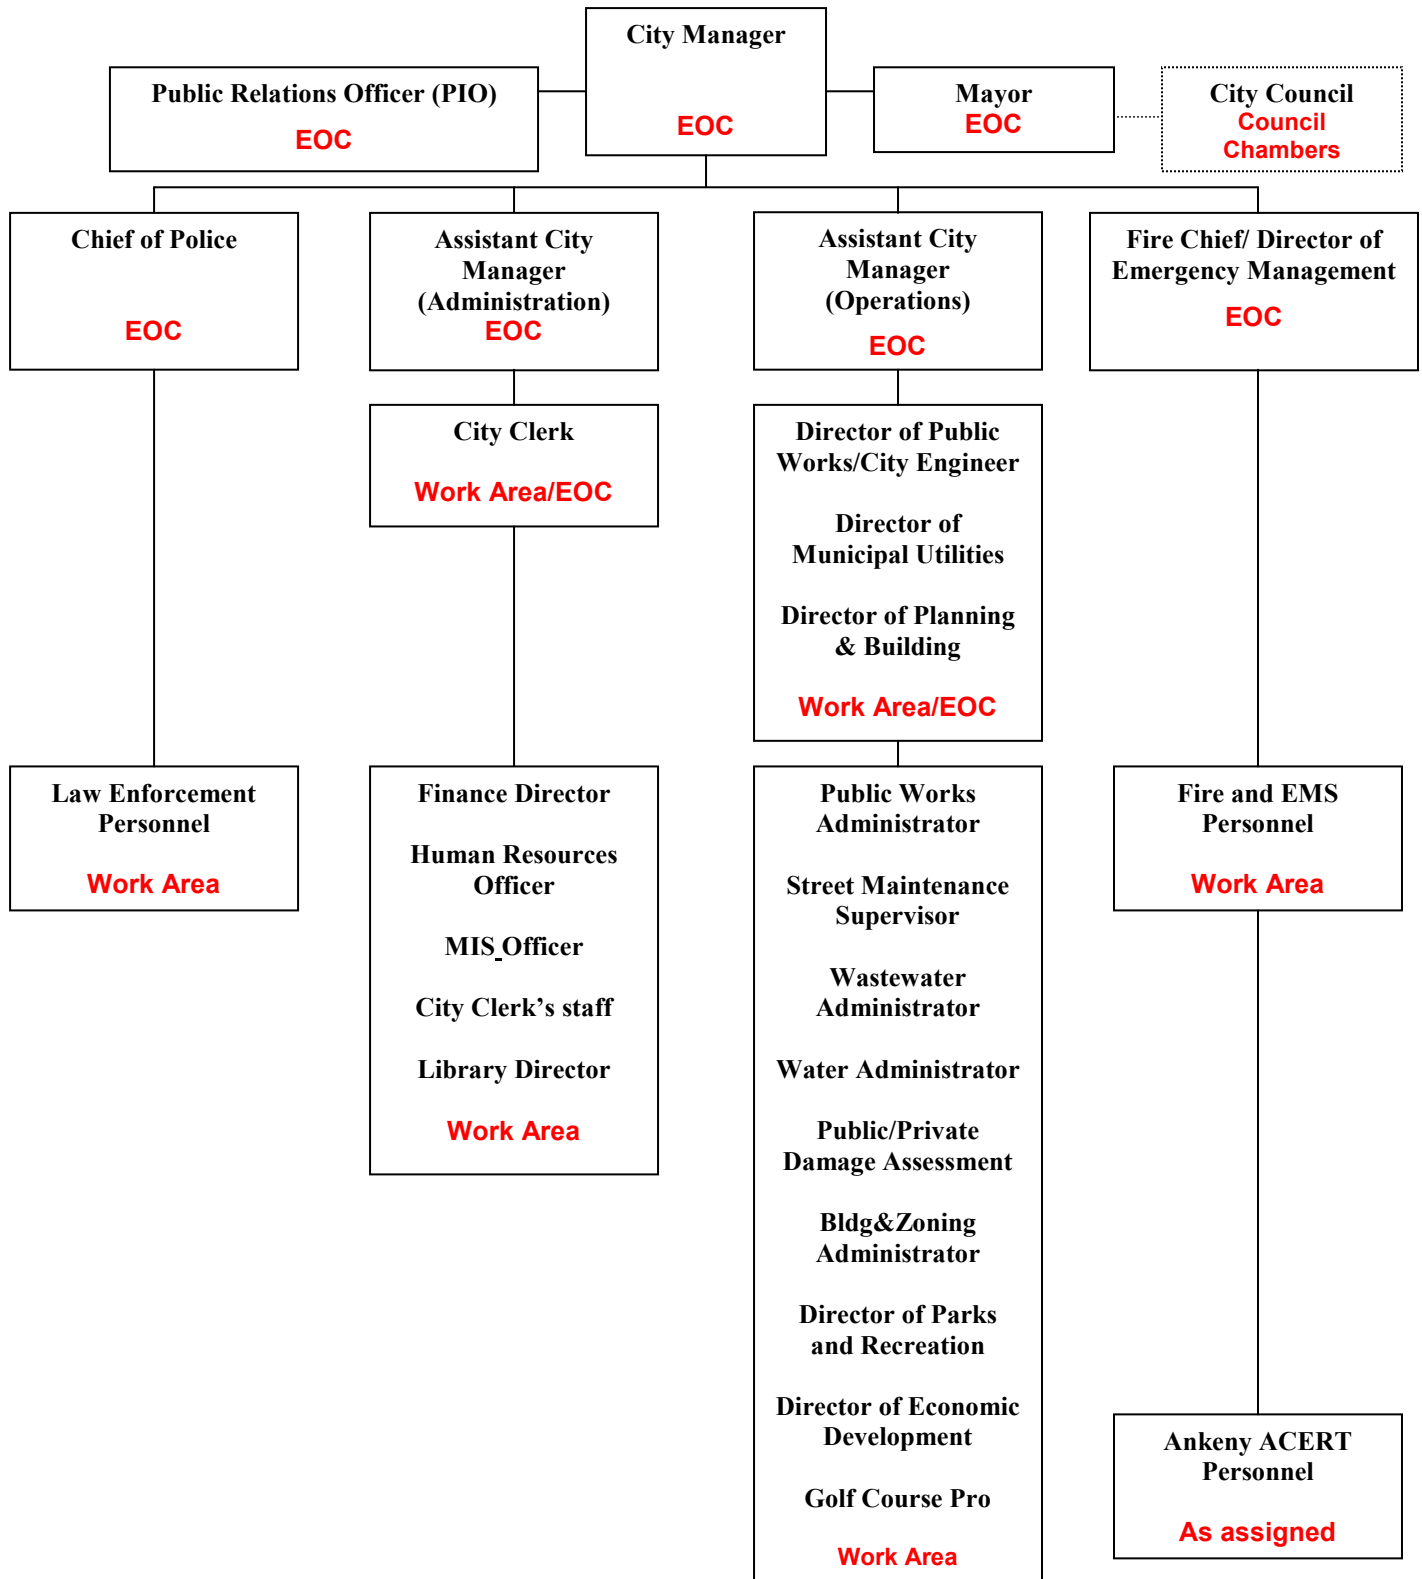 City Manager
EOC
Public Relations Officer (PIO)
EOC
Mayor
EOC
City Council
Council
Chambers
Chief of Police
EOC
Assistant City
Manager
(Administration)
EOC
Assistant City
Manager
(Operations)
EOC
Fire Chief/ Director of
Emergency Management
EOC
City Clerk
Work Area/EOC
Director of Public
Works/City Engineer
Director of
Municipal Utilities
Director of Planning
& Building
Work Area/EOC
Law Enforcement
Personnel
Work Area
Finance Director
Human Resources
Officer
MIS Officer
City Clerk’s staff
Library Director
Work Area
Public Works
Administrator
Street Maintenance
Supervisor
Wastewater
Administrator
Water Administrator
Public/Private
Damage Assessment
Bldg&Zoning
Administrator
Director of Parks
and Recreation
Director of Economic
Development
Golf Course Pro
Work Area
Fire and EMS
Personnel
Work Area
Ankeny ACERT
Personnel
As assigned